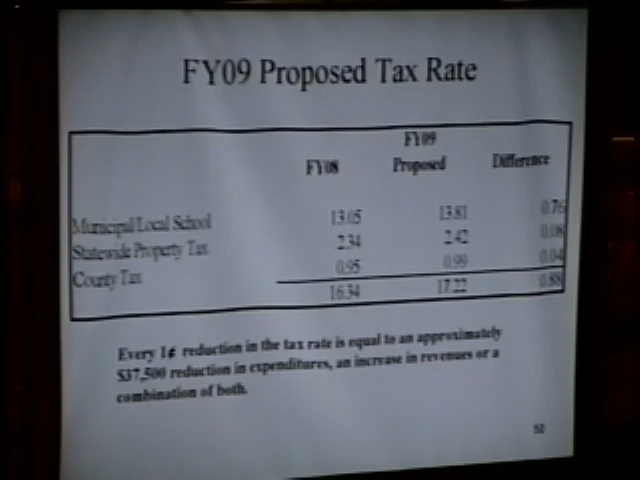 FY09 Proposed Tax Rate
FY09
FY08 Proposed Difference
Municipal Local School 13.05 13.81 0.76
Statewide Property Tax 2.34 2.42 0.08
County Tax 0.95 0.99 0.04
16.34 17.22 0.88
Every 1¢ reduction in the tax rate is equal to an approximately
$37,500 reduction in expenditures, an increase in revenues or a
combination of both.
50